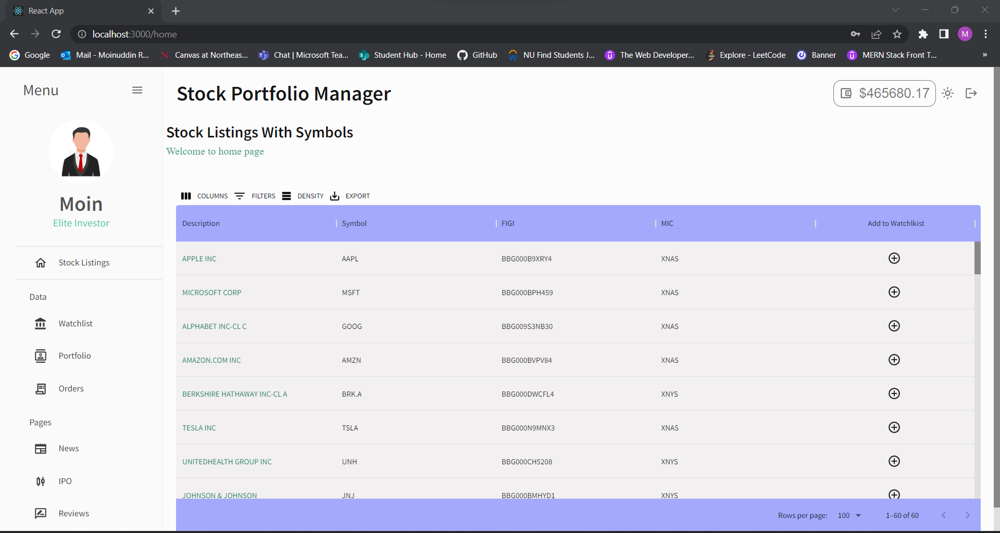 React App
localhost:3000/home
M
Google
Mail - Moinuddin R...
Canvas at Northeas...
Chat | Microsoft Tea...
Student Hub - Home
GitHub
NU Find Students J...
The Web Developer...
Explore - LeetCode
Banner
MERN Stack Front T...
»
Menu
Stock Portfolio Manager
$465680.17
Stock Listings With Symbols
Welcome to home page
Moin
Elite Investor
Stock Listings
Data
Watchlist
Portfolio
Orders
Pages
News
IPO
Reviews
COLUMNS FILTERS DENSITY EXPORT
Description Symbol FIGI MIC Add to Watchlkist
APPLE INC AAPL BBG000B9XRY4 XNAS
MICROSOFT CORP MSFT BBG000BPH459 XNAS
ALPHABET INC-CL C GOOG BBG009S3NB30 XNAS
AMAZON.COM INC AMZN BBG000BVPV84 XNAS
BERKSHIRE HATHAWAY INC-CL A BRK.A BBG000DWCFL4 XNYS
TESLA INC TSLA BBG000N9MNX3 XNAS
UNITEDHEALTH GROUP INC UNH BBG000CH5208 XNYS
JOHNSON & JOHNSON JNJ BBG000BMHYD1 XNYS
Rows per page: 100 1–60 of 60